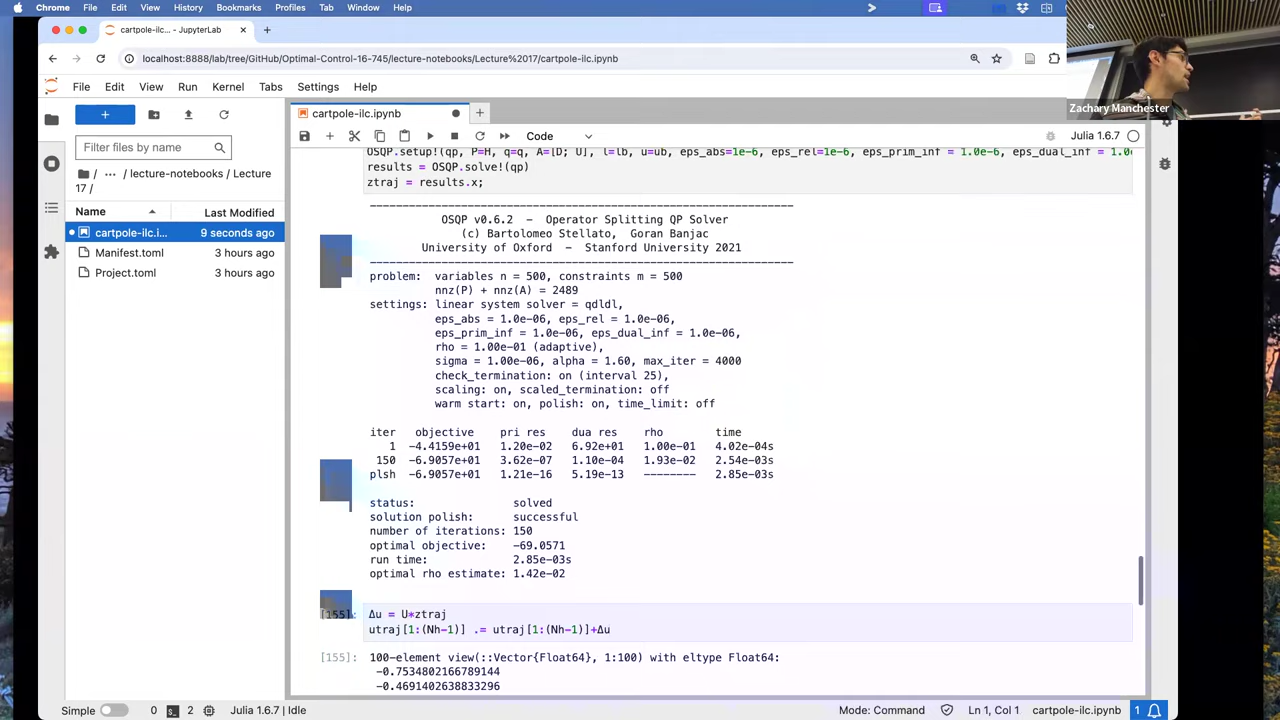 Chrome File Edit View History Bookmarks Profiles Tab Window Help
cartpole-ilc... - JupyterLab
localhost:8888/lab/tree/GitHub/Optimal-Control-16-745/lecture-notebooks/Lecture%2017/cartpole-ilc.ipynb
Zachary Manchester
File Edit View Run Kernel Tabs Settings Help
cartpole-ilc.ipynb
Filter files by name
Code
Julia 1.6.7
/ ··· / lecture-notebooks / Lecture 17 /
Name Last Modified
cartpole-ilc.i... 9 seconds ago
Manifest.toml 3 hours ago
Project.toml 3 hours ago
OSQP.setup!(qp, P=H, q=q, A=[D; U], l=lb, u=ub, eps_abs=1e-6, eps_rel=1e-6, eps_prim_inf = 1.0e-6, eps_dual_inf = 1.0
results = OSQP.solve!(qp)
ztraj = results.x;
-----------------------------------------------------------------
OSQP v0.6.2 - Operator Splitting QP Solver
(c) Bartolomeo Stellato, Goran Banjac
University of Oxford - Stanford University 2021
-----------------------------------------------------------------
problem: variables n = 500, constraints m = 500
nnz(P) + nnz(A) = 2489
settings: linear system solver = qdldl,
eps_abs = 1.0e-06, eps_rel = 1.0e-06,
eps_prim_inf = 1.0e-06, eps_dual_inf = 1.0e-06,
rho = 1.00e-01 (adaptive),
sigma = 1.00e-06, alpha = 1.60, max_iter = 4000
check_termination: on (interval 25),
scaling: on, scaled_termination: off
warm start: on, polish: on, time_limit: off
iter objective pri res dua res rho time
1 -4.4159e+01 1.20e-02 6.92e+01 1.00e-01 4.02e-04s
150 -6.9057e+01 3.62e-07 1.10e-04 1.93e-02 2.54e-03s
plsh -6.9057e+01 1.21e-16 5.19e-13 -------- 2.85e-03s
status: solved
solution polish: successful
number of iterations: 150
optimal objective: -69.0571
run time: 2.85e-03s
optimal rho estimate: 1.42e-02
[155]: Δu = U*ztraj
utraj[1:(Nh-1)] .= utraj[1:(Nh-1)]+Δu
[155]: 100-element view(::Vector{Float64}, 1:100) with eltype Float64:
-0.7534802166789144
-0.4691402638833296
Simple 0 2 Julia 1.6.7 | Idle Mode: Command Ln 1, Col 1 cartpole-ilc.ipynb 1